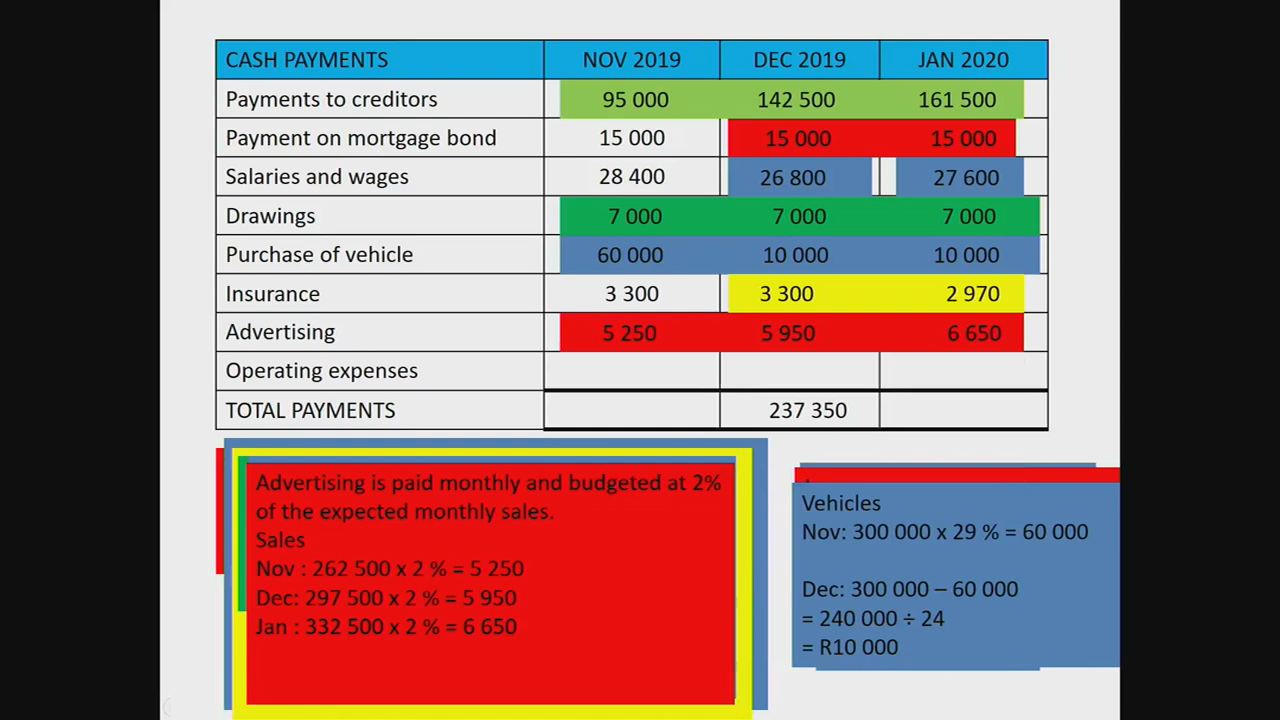 CASH PAYMENTS NOV 2019 DEC 2019 JAN 2020
Payments to creditors 95 000 142 500 161 500
Payment on mortgage bond 15 000 15 000 15 000
Salaries and wages 28 400 26 800 27 600
Drawings 7 000 7 000 7 000
Purchase of vehicle 60 000 10 000 10 000
Insurance 3 300 3 300 2 970
Advertising 5 250 5 950 6 650
Operating expenses
TOTAL PAYMENTS 237 350
Advertising is paid monthly and budgeted at 2%
of the expected monthly sales.
Sales
Nov : 262 500 x 2 % = 5 250
Dec: 297 500 x 2 % = 5 950
Jan : 332 500 x 2 % = 6 650
Vehicles
Nov: 300 000 x 29 % = 60 000
Dec: 300 000 – 60 000
= 240 000 ÷ 24
= R10 000